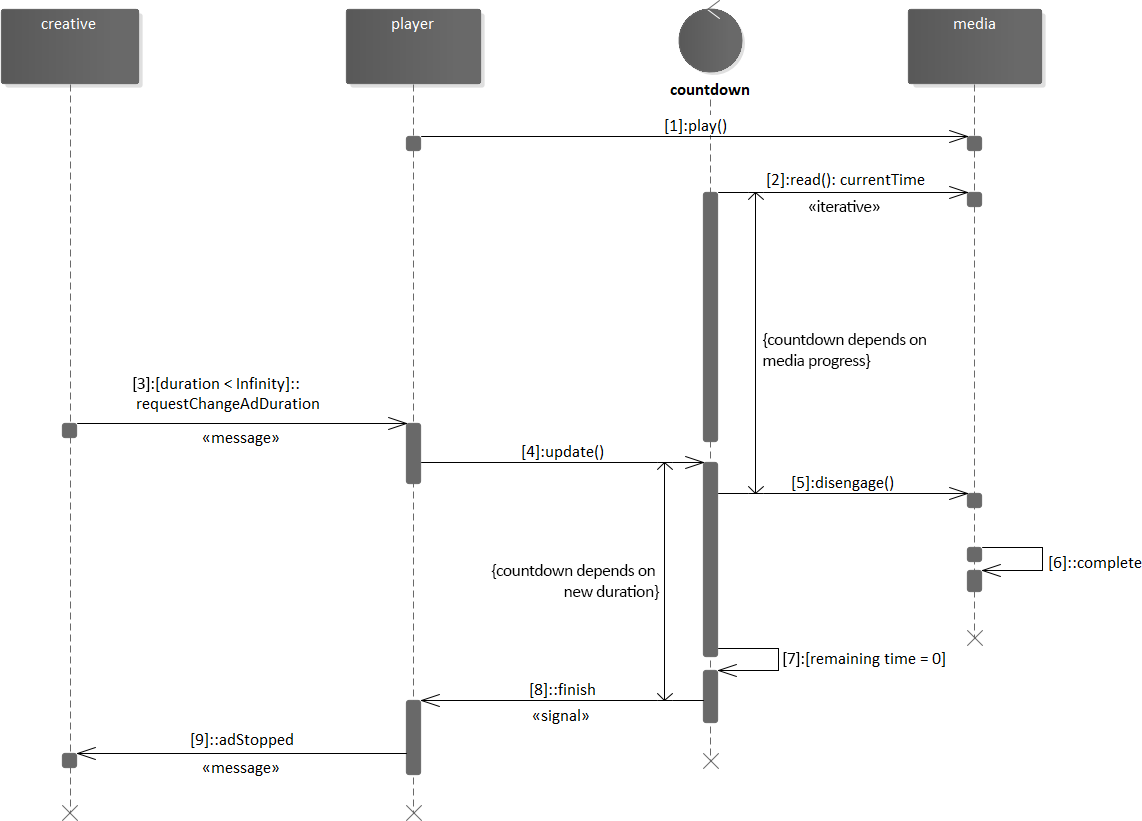 creative
player
countdown
media
[1]:play()
[2]:read(): currentTime
«iterative»
{countdown depends on
media progress}
[3]:[duration < Infinity]::
requestChangeAdDuration
«message»
[4]:update()
[5]:disengage()
[6]::complete
{countdown depends on
new duration}
[7]:[remaining time = 0]
[8]::finish
«signal»
[9]::adStopped
«message»